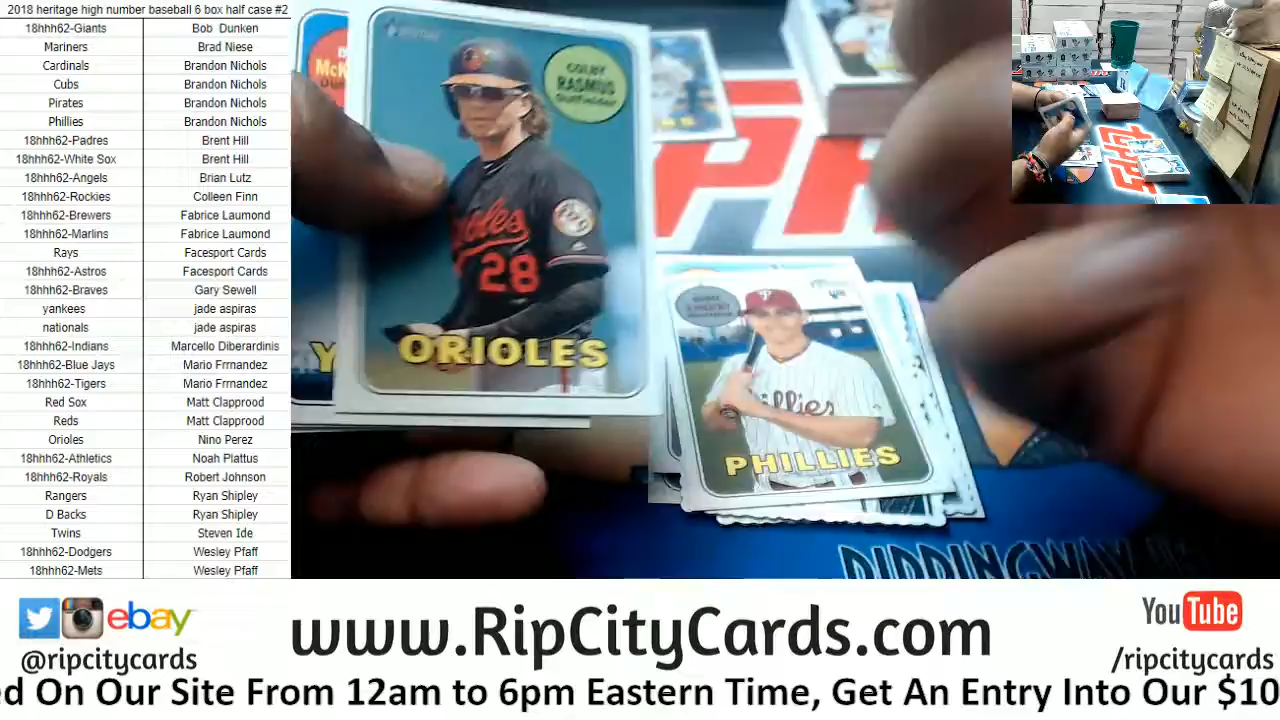 2018 heritage high number baseball 6 box half case #2
18hhh62-Giants Bob Dunken
Mariners Brad Niese
Cardinals Brandon Nichols
Cubs Brandon Nichols
Pirates Brandon Nichols
Phillies Brandon Nichols
18hhh62-Padres Brent Hill
18hhh62-White Sox Brent Hill
18hhh62-Angels Brian Lutz
18hhh62-Rockies Colleen Finn
18hhh62-Brewers Fabrice Laumond
18hhh62-Marlins Fabrice Laumond
Rays Facesport Cards
18hhh62-Astros Facesport Cards
18hhh62-Braves Gary Sewell
yankees jade aspiras
nationals jade aspiras
18hhh62-Indians Marcello Diberardinis
18hhh62-Blue Jays Mario Frrnandez
18hhh62-Tigers Mario Frrnandez
Red Sox Matt Clapprood
Reds Matt Clapprood
Orioles Nino Perez
18hhh62-Athletics Noah Plattus
18hhh62-Royals Robert Johnson
Rangers Ryan Shipley
D Backs Ryan Shipley
Twins Steven Ide
18hhh62-Dodgers Wesley Pfaff
18hhh62-Mets Wesley Pfaff
COLBY
RASMUS
Outfielder
Orioles
28
ORIOLES
Phillies
PHILLIES
topps
ebay
@ripcitycards
www.RipCityCards.com
YouTube
/ripcitycards
ed On Our Site From 12am to 6pm Eastern Time, Get An Entry Into Our $10